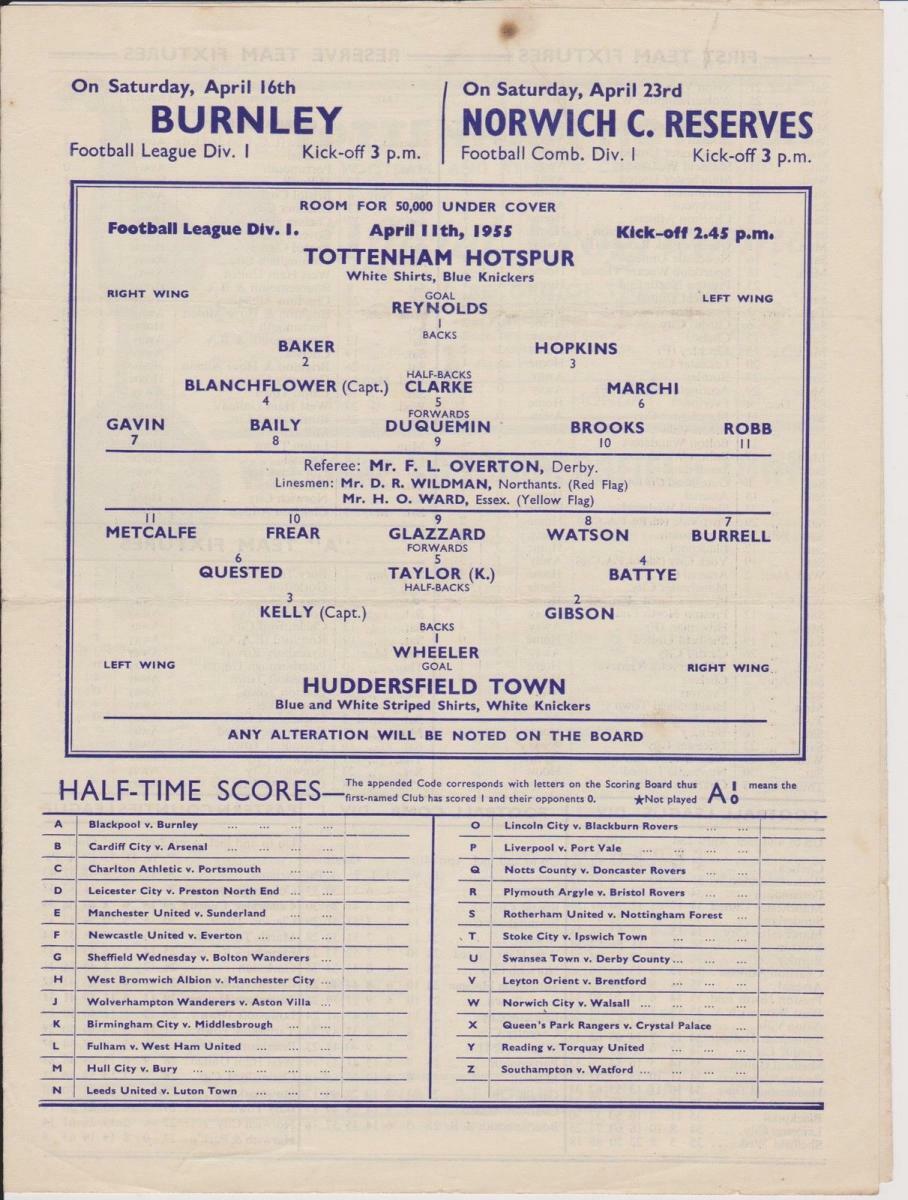 On Saturday, April 16th
BURNLEY
Football League Div. 1 Kick-off 3 p.m.
On Saturday, April 23rd
NORWICH C. RESERVES
Football Comb. Div. 1 Kick-off 3 p.m.
ROOM FOR 50,000 UNDER COVER
Football League Div. 1. April 11th, 1955 Kick-off 2.45 p.m.
TOTTENHAM HOTSPUR
White Shirts, Blue Knickers
RIGHT WING GOAL LEFT WING
REYNOLDS
1
BACKS
BAKER HOPKINS
2 3
HALF-BACKS
BLANCHFLOWER (Capt.) CLARKE MARCHI
4 5 6
FORWARDS
GAVIN BAILY DUQUEMIN BROOKS ROBB
7 8 9 10 11
Referee: Mr. F. L. OVERTON, Derby.
Linesmen: Mr. D. R. WILDMAN, Northants. (Red Flag)
Mr. H. O. WARD, Essex. (Yellow Flag)
11 10 9 8 7
METCALFE FREAR GLAZZARD WATSON BURRELL
FORWARDS
6 5 4
QUESTED TAYLOR (K.) BATTYE
HALF-BACKS
3 2
KELLY (Capt.) GIBSON
BACKS
1
WHEELER
LEFT WING GOAL RIGHT WING
HUDDERSFIELD TOWN
Blue and White Striped Shirts, White Knickers
ANY ALTERATION WILL BE NOTED ON THE BOARD
HALF-TIME SCORES—The appended Code corresponds with letters on the Scoring Board thus A 1 0 means the
first-named Club has scored 1 and their opponents 0. ★Not played
A Blackpool v. Burnley ... ... ... ...
B Cardiff City v. Arsenal ... ... ... ...
C Charlton Athletic v. Portsmouth ... ...
D Leicester City v. Preston North End ... ...
E Manchester United v. Sunderland ... ...
F Newcastle United v. Everton ... ... ...
G Sheffield Wednesday v. Bolton Wanderers ...
H West Bromwich Albion v. Manchester City ...
J Wolverhampton Wanderers v. Aston Villa ...
K Birmingham City v. Middlesbrough ... ...
L Fulham v. West Ham United ... ... ...
M Hull City v. Bury ... ... ... ... ...
N Leeds United v. Luton Town ... ... ...
O Lincoln City v. Blackburn Rovers ... ...
P Liverpool v. Port Vale ... ... ... ...
Q Notts County v. Doncaster Rovers ... ...
R Plymouth Argyle v. Bristol Rovers ... ...
S Rotherham United v. Nottingham Forest ...
T Stoke City v. Ipswich Town ... ... ...
U Swansea Town v. Derby County ... ... ...
V Leyton Orient v. Brentford ... ... ...
W Norwich City v. Walsall ... ... ... ...
X Queen's Park Rangers v. Crystal Palace ...
Y Reading v. Torquay United ... ... ...
Z Southampton v. Watford ... ... ... ...